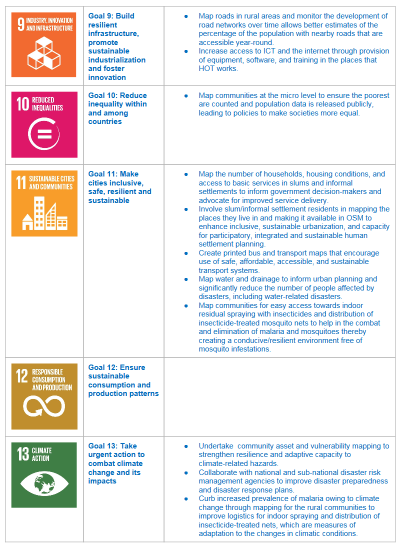 9 INDUSTRY, INNOVATION
AND INFRASTRUCTURE
Goal 9: Build
resilient
infrastructure,
promote
sustainable
industrialization
and foster
innovation
● Map roads in rural areas and monitor the development of
road networks over time allows better estimates of the
percentage of the population with nearby roads that are
accessible year-round.
● Increase access to ICT and the internet through provision
of equipment, software, and training in the places that
HOT works.
10 REDUCED
INEQUALITIES
Goal 10: Reduce
inequality within
and among
countries
● Map communities at the micro level to ensure the poorest
are counted and population data is released publicly,
leading to policies to make societies more equal.
11 SUSTAINABLE CITIES
AND COMMUNITIES
Goal 11: Make
cities inclusive,
safe, resilient and
sustainable
● Map the number of households, housing conditions, and
access to basic services in slums and informal
settlements to inform government decision-makers and
advocate for improved service delivery.
● Involve slum/informal settlement residents in mapping the
places they live in and making it available in OSM to
enhance inclusive, sustainable urbanization, and capacity
for participatory, integrated and sustainable human
settlement planning.
● Create printed bus and transport maps that encourage
use of safe, affordable, accessible, and sustainable
transport systems.
● Map water and drainage to inform urban planning and
significantly reduce the number of people affected by
disasters, including water-related disasters.
● Map communities for easy access towards indoor
residual spraying with insecticides and distribution of
insecticide-treated mosquito nets to help in the combat
and elimination of malaria and mosquitoes thereby
creating a conducive/resilient environment free of
mosquito infestations.
12 RESPONSIBLE
CONSUMPTION
AND PRODUCTION
Goal 12: Ensure
sustainable
consumption and
production patterns
13 CLIMATE
ACTION
Goal 13: Take
urgent action to
combat climate
change and its
impacts
● Undertake community asset and vulnerability mapping to
strengthen resilience and adaptive capacity to
climate-related hazards.
● Collaborate with national and sub-national disaster risk
management agencies to improve disaster preparedness
and disaster response plans.
● Curb increased prevalence of malaria owing to climate
change through mapping for the rural communities to
improve logistics for indoor spraying and distribution of
insecticide-treated nets, which are measures of
adaptation to the changes in climatic conditions.